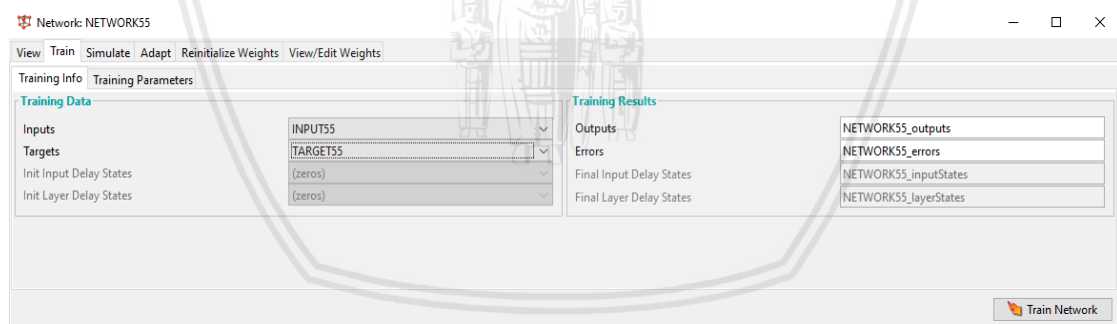 Network: NETWORK55
View Train Simulate Adapt Reinitialize Weights View/Edit Weights
Training Info Training Parameters
Training Data
Inputs INPUT55
Targets TARGET55
Init Input Delay States (zeros)
Init Layer Delay States (zeros)
Training Results
Outputs NETWORK55_outputs
Errors NETWORK55_errors
Final Input Delay States NETWORK55_inputStates
Final Layer Delay States NETWORK55_layerStates
Train Network